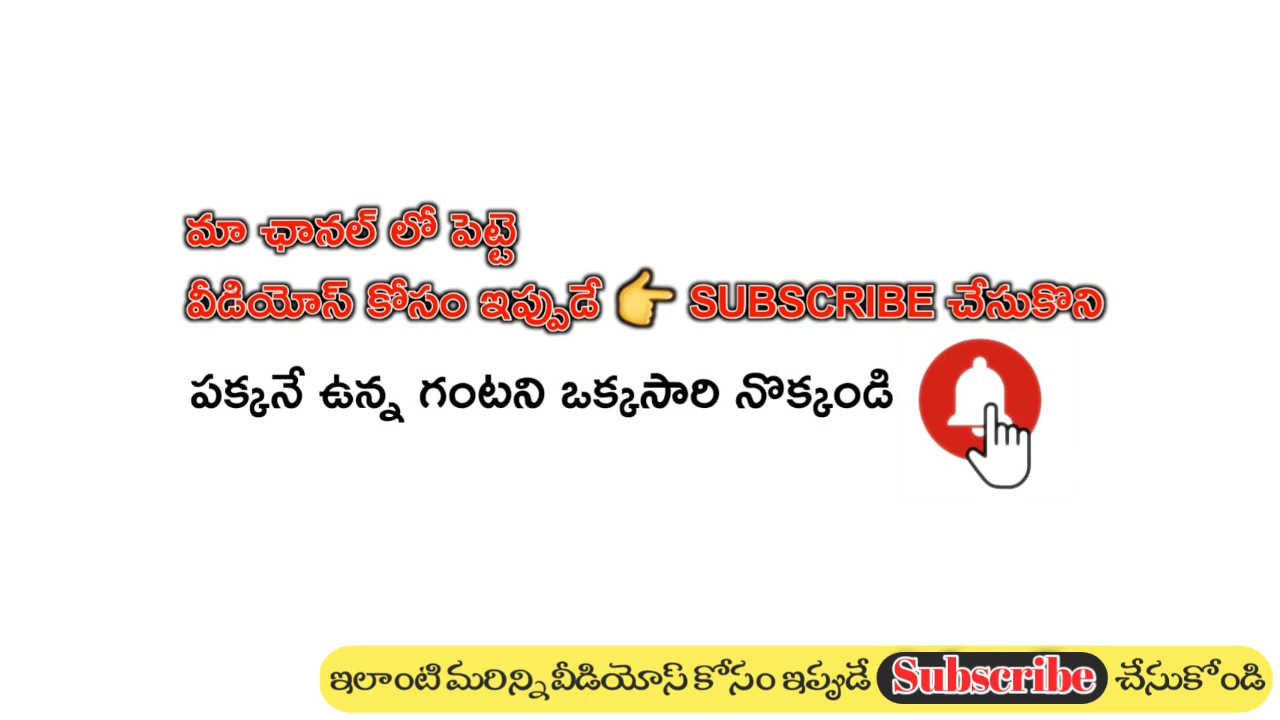 మా ఛానల్ లో పెట్టె
వీడియోస్ కోసం ఇప్పుడే 👉 SUBSCRIBE చేసుకొని
పక్కనే ఉన్న గంటని ఒక్కసారి నొక్కండి
ఇలాంటి మరిన్ని వీడియోస్ కోసం ఇప్పుడే Subscribe చేసుకోండి